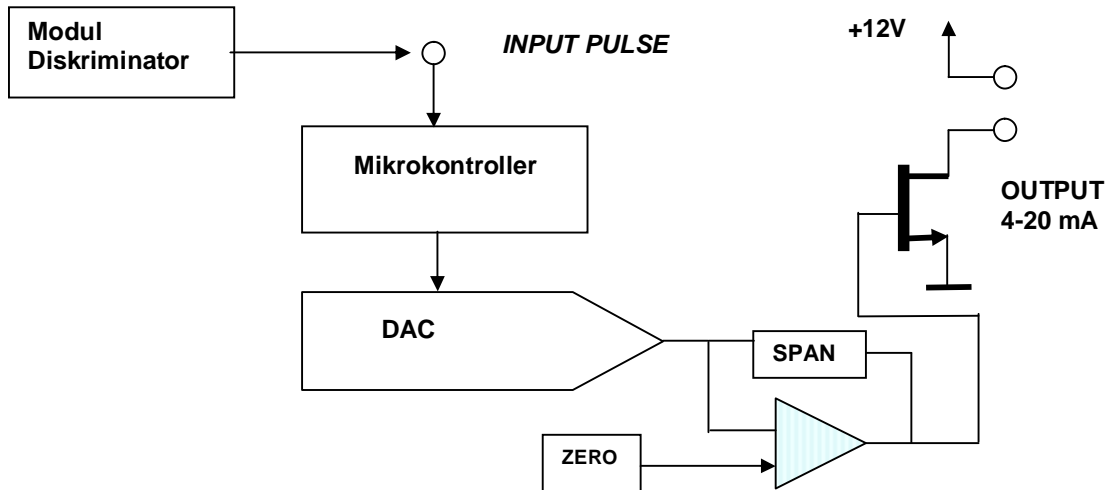 Modul
Diskriminator
INPUT PULSE
+12V
Mikrokontroller
OUTPUT
4-20 mA
DAC
SPAN
ZERO